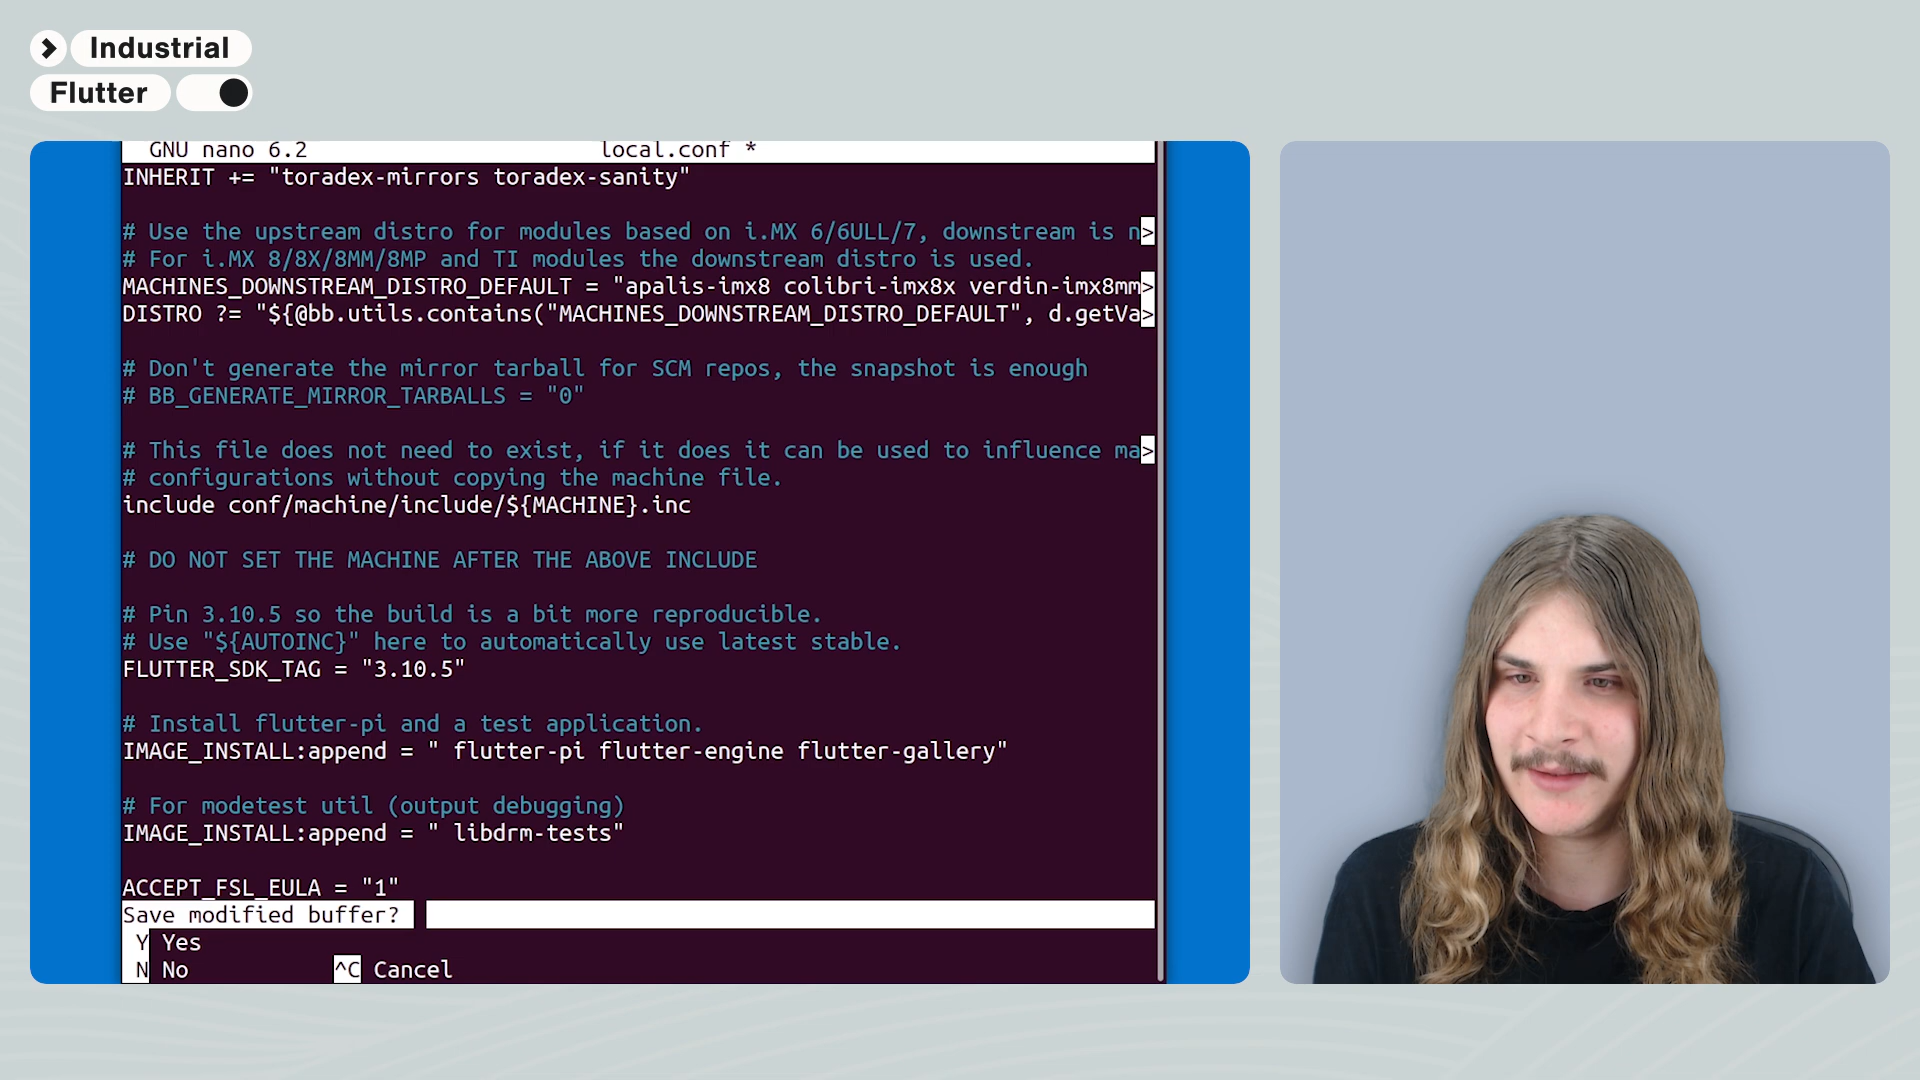 Industrial
Flutter
GNU nano 6.2 local.conf *
INHERIT += "toradex-mirrors toradex-sanity"
# Use the upstream distro for modules based on i.MX 6/6ULL/7, downstream is n>
# For i.MX 8/8X/8MM/8MP and TI modules the downstream distro is used.
MACHINES_DOWNSTREAM_DISTRO_DEFAULT = "apalis-imx8 colibri-imx8x verdin-imx8mm>
DISTRO ?= "${@bb.utils.contains("MACHINES_DOWNSTREAM_DISTRO_DEFAULT", d.getVa>
# Don't generate the mirror tarball for SCM repos, the snapshot is enough
# BB_GENERATE_MIRROR_TARBALLS = "0"
# This file does not need to exist, if it does it can be used to influence ma>
# configurations without copying the machine file.
include conf/machine/include/${MACHINE}.inc
# DO NOT SET THE MACHINE AFTER THE ABOVE INCLUDE
# Pin 3.10.5 so the build is a bit more reproducible.
# Use "${AUTOINC}" here to automatically use latest stable.
FLUTTER_SDK_TAG = "3.10.5"
# Install flutter-pi and a test application.
IMAGE_INSTALL:append = " flutter-pi flutter-engine flutter-gallery"
# For modetest util (output debugging)
IMAGE_INSTALL:append = " libdrm-tests"
ACCEPT_FSL_EULA = "1"
Save modified buffer?
Y Yes
N No ^C Cancel